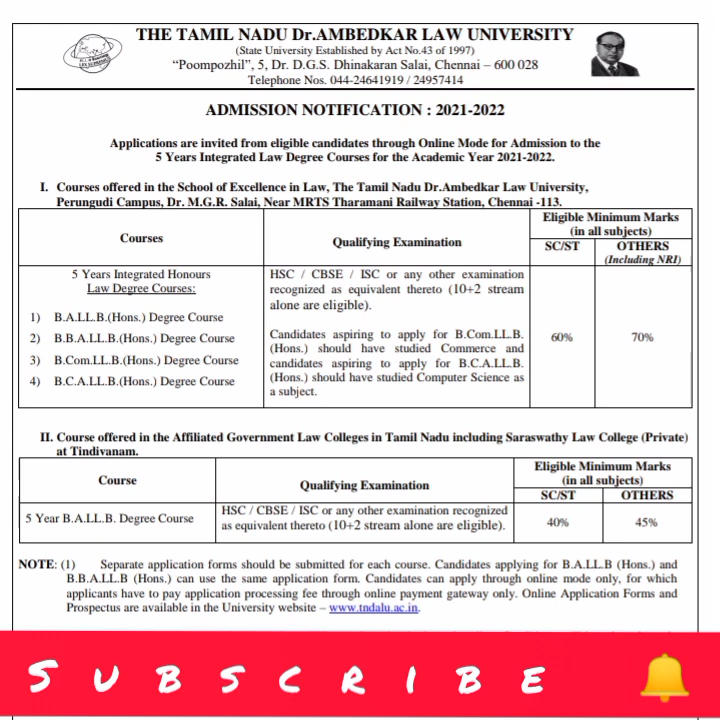 THE TAMIL NADU Dr.AMBEDKAR LAW UNIVERSITY
(State University Established by Act No.43 of 1997)
“Poompozhil”, 5, Dr. D.G.S. Dhinakaran Salai, Chennai – 600 028
Telephone Nos. 044-24641919 / 24957414
ADMISSION NOTIFICATION : 2021-2022
Applications are invited from eligible candidates through Online Mode for Admission to the
5 Years Integrated Law Degree Courses for the Academic Year 2021-2022.
I. Courses offered in the School of Excellence in Law, The Tamil Nadu Dr.Ambedkar Law University,
Perungudi Campus, Dr. M.G.R. Salai, Near MRTS Tharamani Railway Station, Chennai -113.
Courses
Qualifying Examination
Eligible Minimum Marks
(in all subjects)
SC/ST
OTHERS
(Including NRI)
5 Years Integrated Honours
Law Degree Courses:
1) B.A.LL.B.(Hons.) Degree Course
2) B.B.A.LL.B.(Hons.) Degree Course
3) B.Com.LL.B.(Hons.) Degree Course
4) B.C.A.LL.B.(Hons.) Degree Course
HSC / CBSE / ISC or any other examination
recognized as equivalent thereto (10+2 stream
alone are eligible).
Candidates aspiring to apply for B.Com.LL.B.
(Hons.) should have studied Commerce and
candidates aspiring to apply for B.C.A.LL.B.
(Hons.) should have studied Computer Science as
a subject.
60%
70%
II. Course offered in the Affiliated Government Law Colleges in Tamil Nadu including Saraswathy Law College (Private)
at Tindivanam.
Course
Qualifying Examination
Eligible Minimum Marks
(in all subjects)
SC/ST
OTHERS
5 Year B.A.LL.B. Degree Course
HSC / CBSE / ISC or any other examination recognized
as equivalent thereto (10+2 stream alone are eligible).
40%
45%
NOTE: (1) Separate application forms should be submitted for each course. Candidates applying for B.A.LL.B (Hons.) and
B.B.A.LL.B (Hons.) can use the same application form. Candidates can apply through online mode only, for which
applicants have to pay application processing fee through online payment gateway only. Online Application Forms and
Prospectus are available in the University website – www.tndalu.ac.in.
SUBSCRIBE